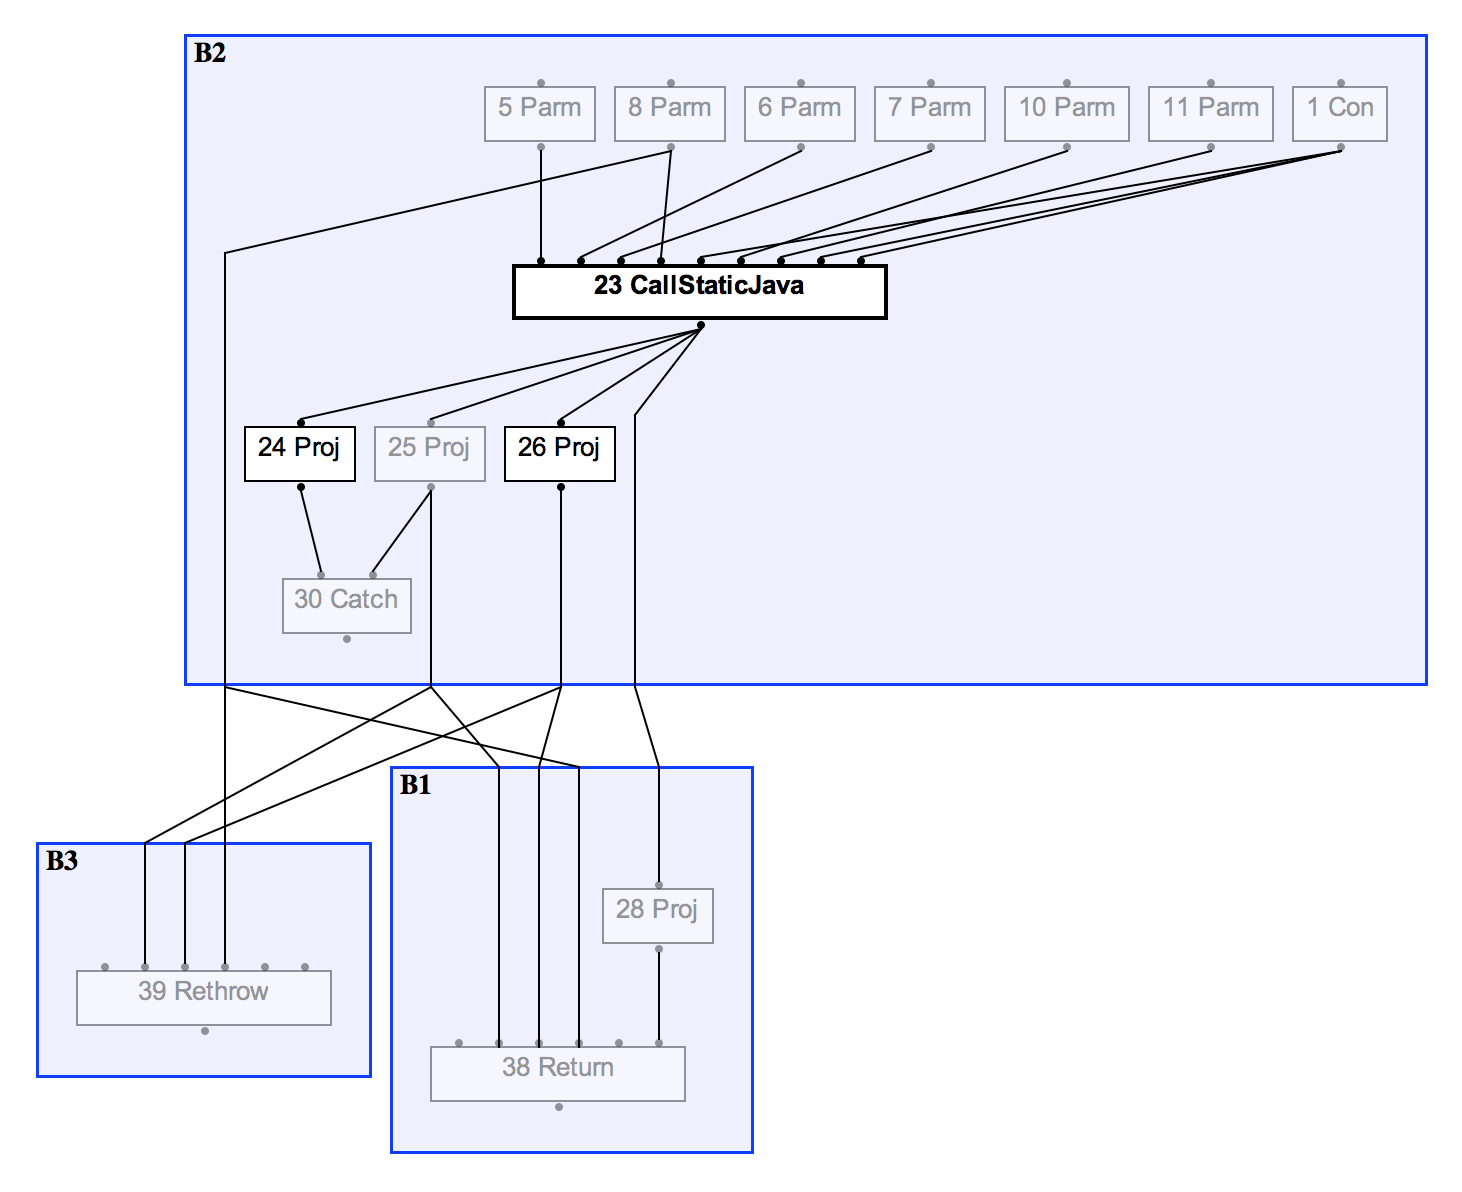 B2
5 Parm
8 Parm
6 Parm
7 Parm
10 Parm
11 Parm
1 Con
23 CallStaticJava
24 Proj
25 Proj
26 Proj
30 Catch
B1
B3
28 Proj
39 Rethrow
38 Return